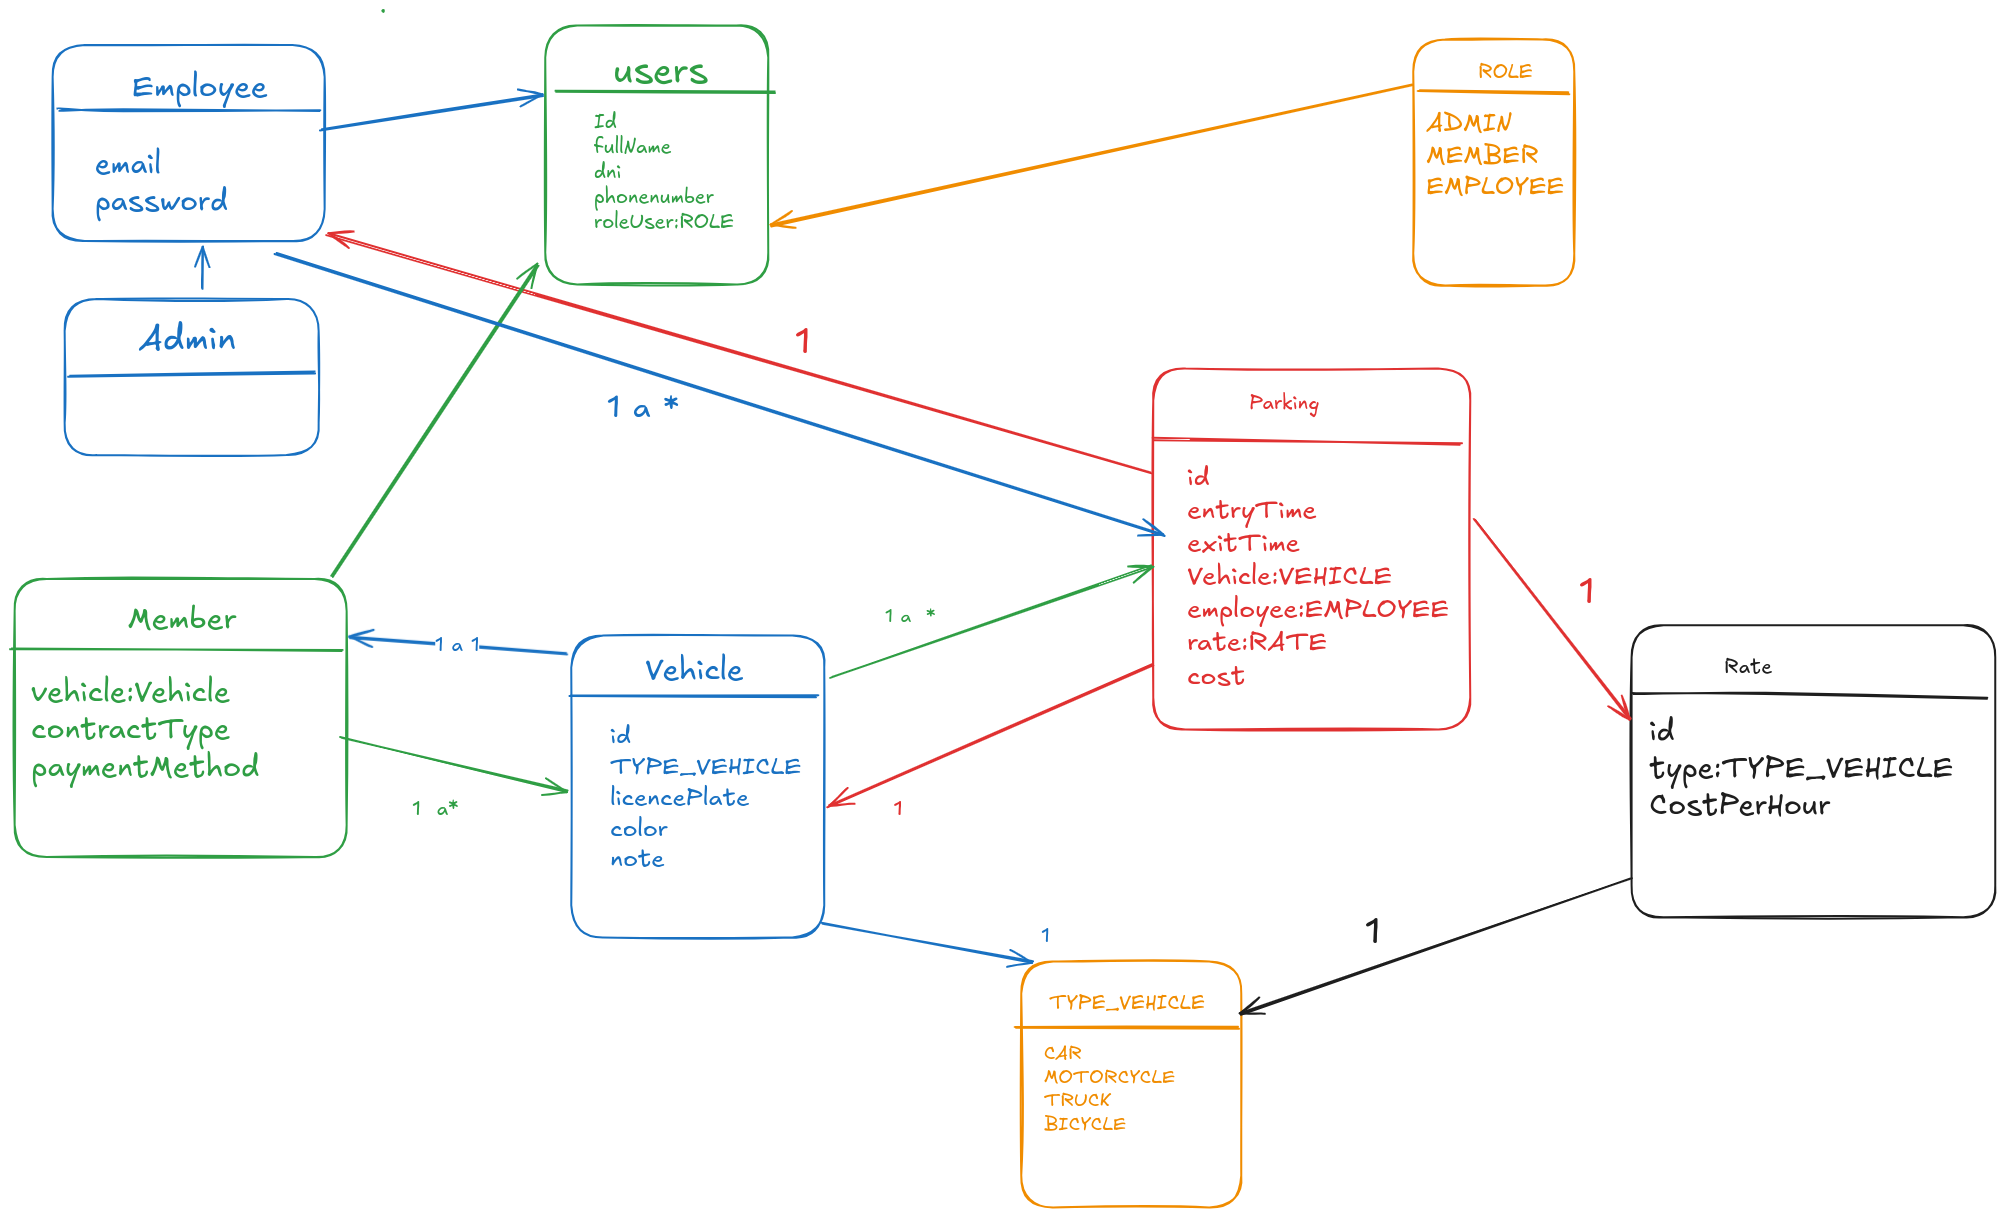 Employee
email
password
users
Id
fullName
dni
phonenumber
roleUser:ROLE
ROLE
ADMIN
MEMBER
EMPLOYEE
Admin
1
1 a *
Parking
id
entryTime
exitTime
Vehicle:VEHICLE
employee:EMPLOYEE
rate:RATE
cost
Member
vehicle:Vehicle
contractType
paymentMethod
1 a 1
1 a*
Vehicle
id
TYPE_VEHICLE
licencePlate
color
note
1 a *
1
1
Rate
id
type:TYPE_VEHICLE
CostPerHour
1
1
TYPE_VEHICLE
CAR
MOTORCYCLE
TRUCK
BICYCLE